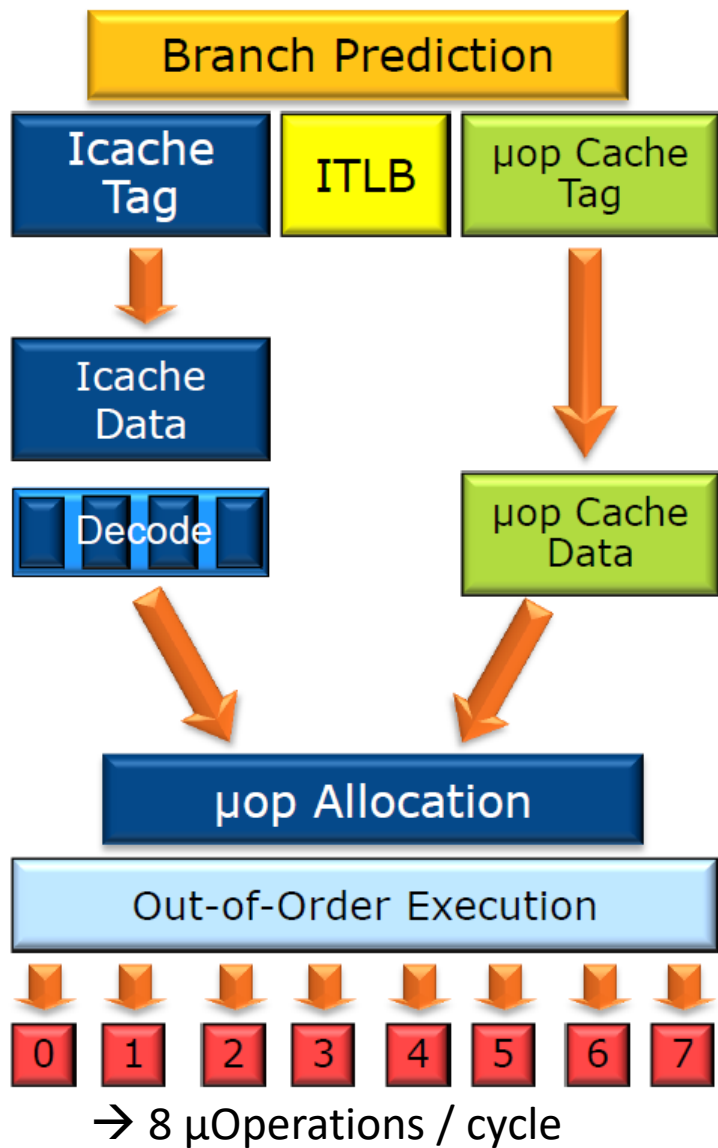 Branch Prediction
Icache
Tag
ITLB
µop Cache
Tag
Icache
Data
Decode
µop Cache
Data
µop Allocation
Out-of-Order Execution
0 1 2 3 4 5 6 7
→ 8 µOperations / cycle